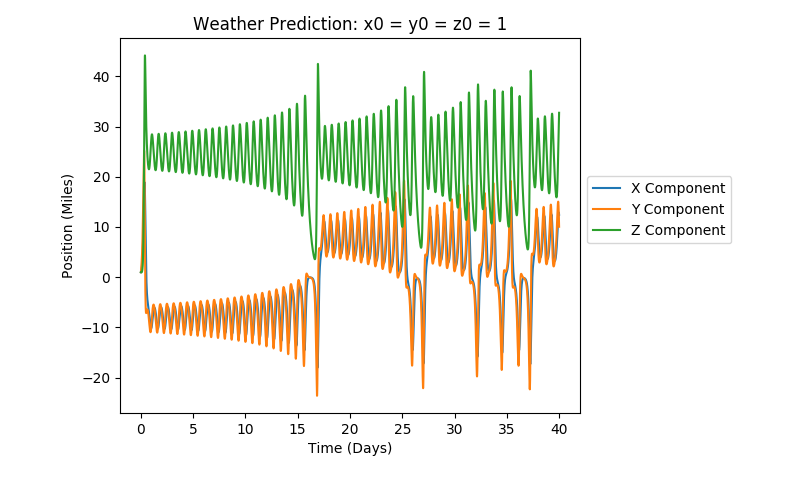 Weather Prediction: x0 = y0 = z0 = 1
Position (Miles)
40
30
20
10
0
−10
−20
0 5 10 15 20 25 30 35 40
Time (Days)
X Component
Y Component
Z Component